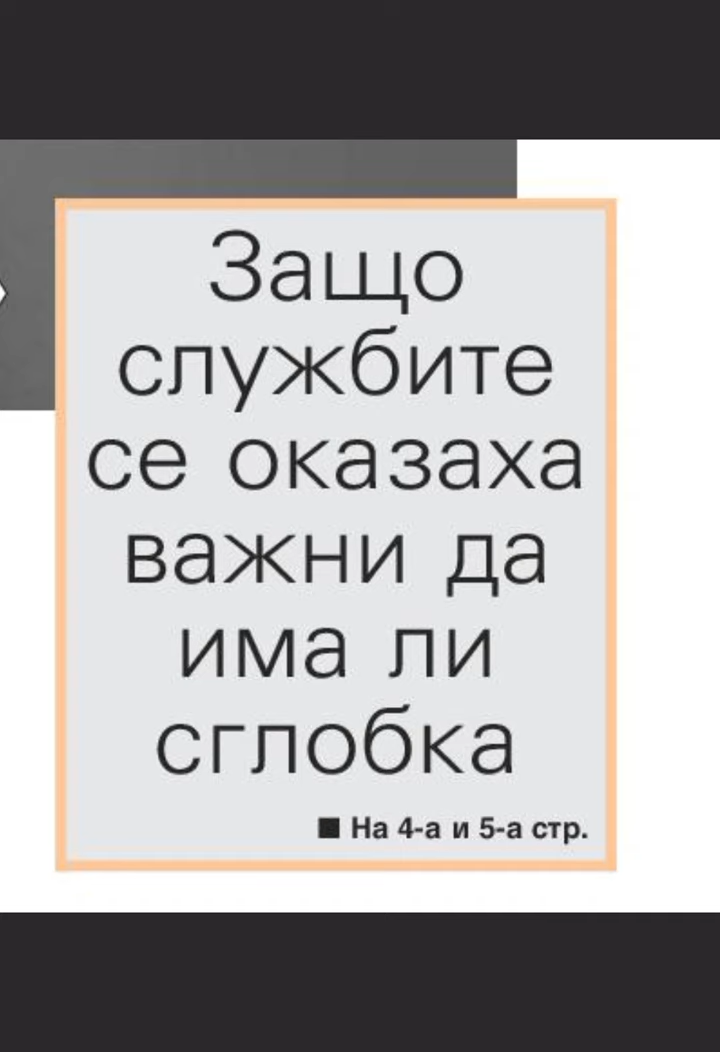 Защо
службите
се оказаха
важни да
има ли
сглобка
■ На 4-а и 5-а стр.